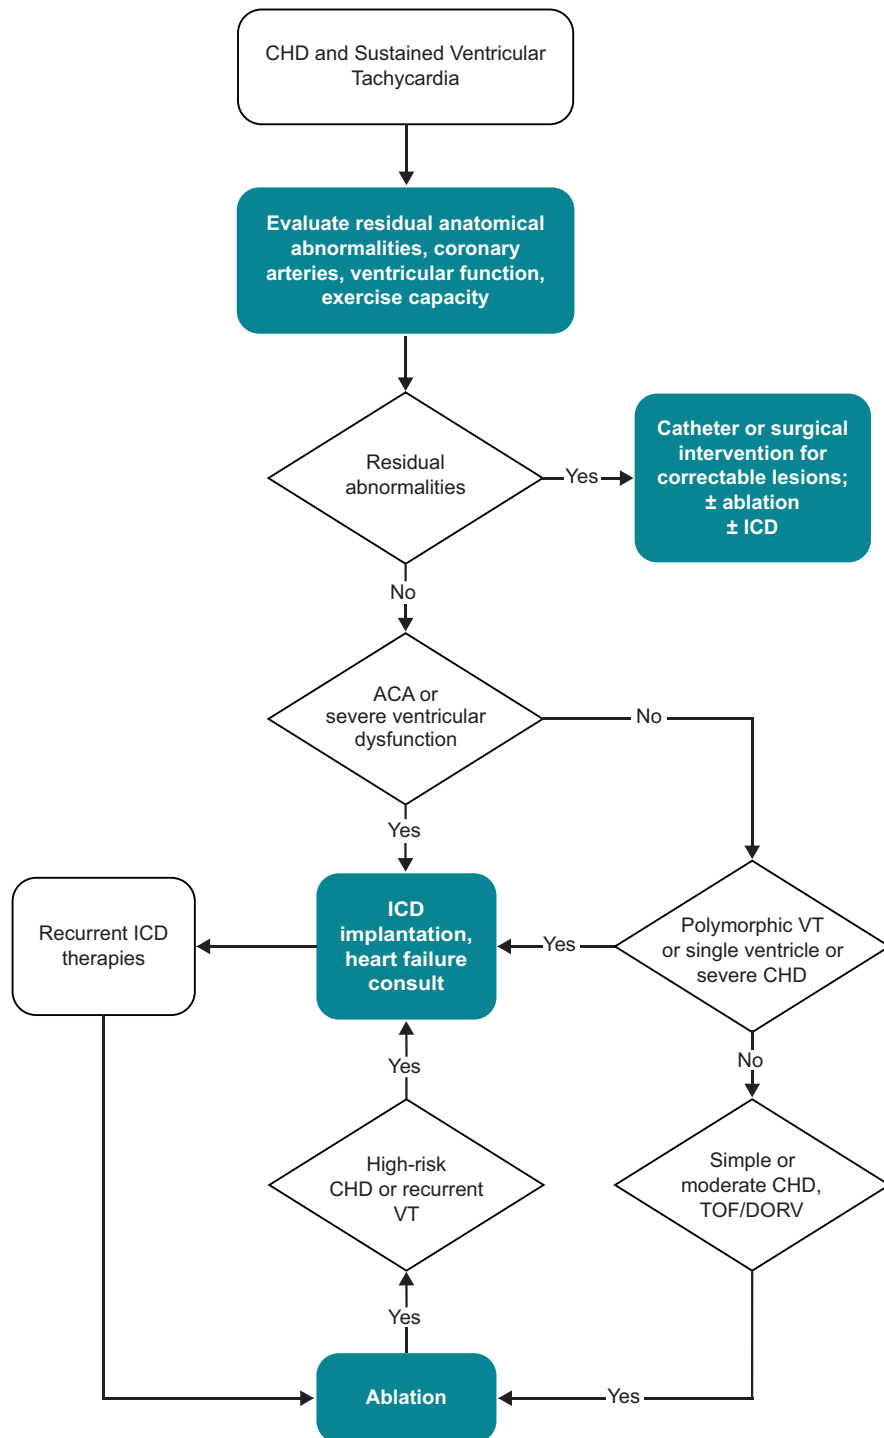 CHD and Sustained Ventricular
Tachycardia
Evaluate residual anatomical
abnormalities, coronary
arteries, ventricular function,
exercise capacity
Residual
abnormalities
Yes
Catheter or surgical
intervention for
correctable lesions;
± ablation
± ICD
No
ACA or
severe ventricular
dysfunction
No
Yes
Recurrent ICD
therapies
ICD
implantation,
heart failure
consult
Yes
Polymorphic VT
or single ventricle or
severe CHD
Yes
No
High-risk
CHD or recurrent
VT
Simple or
moderate CHD,
TOF/DORV
Yes
Ablation
Yes